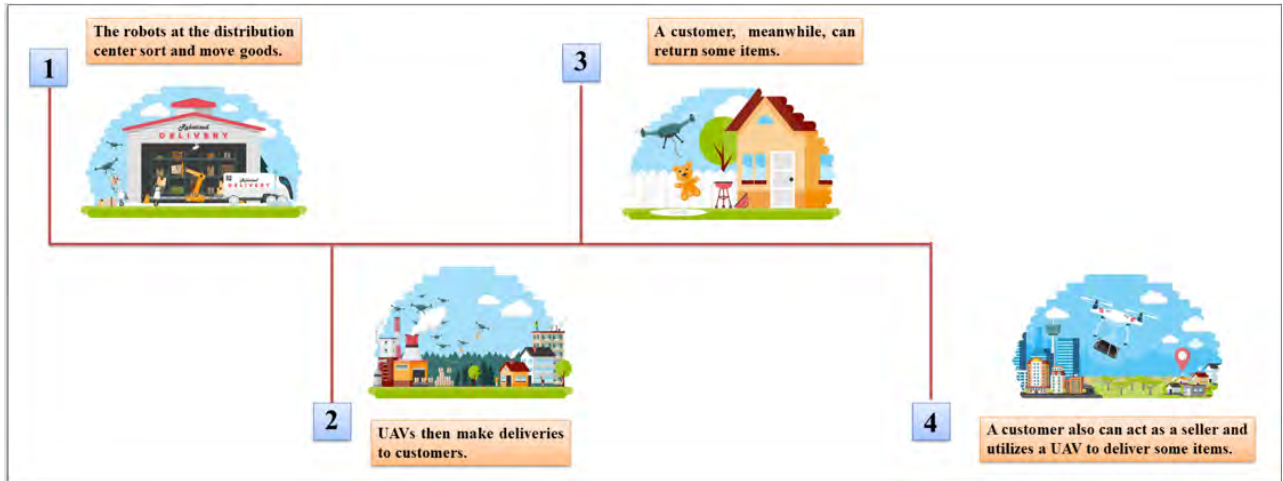 1
The robots at the distribution
center sort and move goods.
Robotized
DELIVERY
DELIVERY
3
A customer, meanwhile, can
return some items.
2
UAVs then make deliveries
to customers.
4
A customer also can act as a seller and
utilizes a UAV to deliver some items.